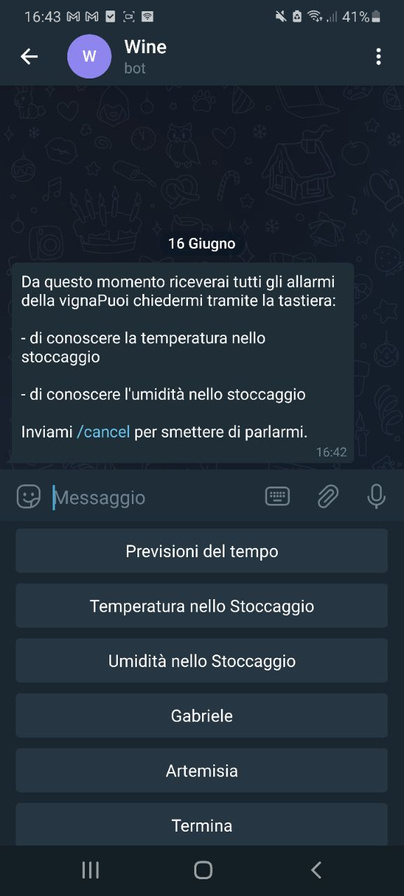 16:43 41%
W Wine
bot
16 Giugno
Da questo momento riceverai tutti gli allarmi
della vignaPuoi chiedermi tramite la tastiera:
- di conoscere la temperatura nello
stoccaggio
- di conoscere l'umidità nello stoccaggio
Inviami /cancel per smettere di parlarmi.
16:42
Messaggio
Previsioni del tempo
Temperatura nello Stoccaggio
Umidità nello Stoccaggio
Gabriele
Artemisia
Termina